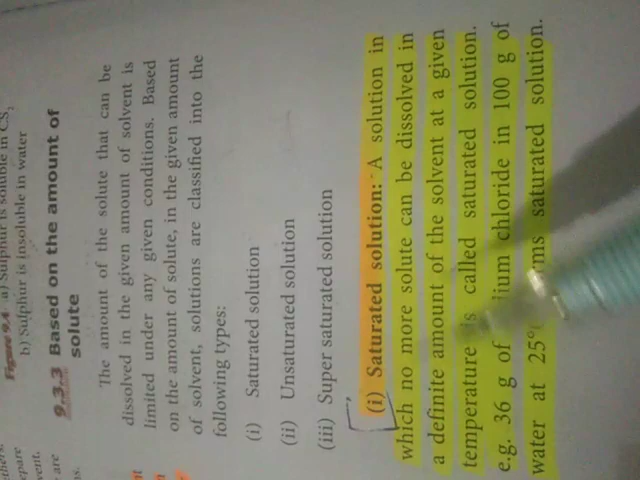 Figure 9.4 a) Sulphur is soluble in CS2
b) Sulphur is insoluble in water
9.3.3 Based on the amount of
solute
The amount of the solute that can be
dissolved in the given amount of solvent is
limited under any given conditions. Based
on the amount of solute, in the given amount
of solvent, solutions are classified into the
following types:
(i) Saturated solution
(ii) Unsaturated solution
(iii) Super saturated solution
(i) Saturated solution: A solution in
which no more solute can be dissolved in
a definite amount of the solvent at a given
temperature is called saturated solution.
e.g. 36 g of chloride in 100 g of
water at 25° saturated solution.